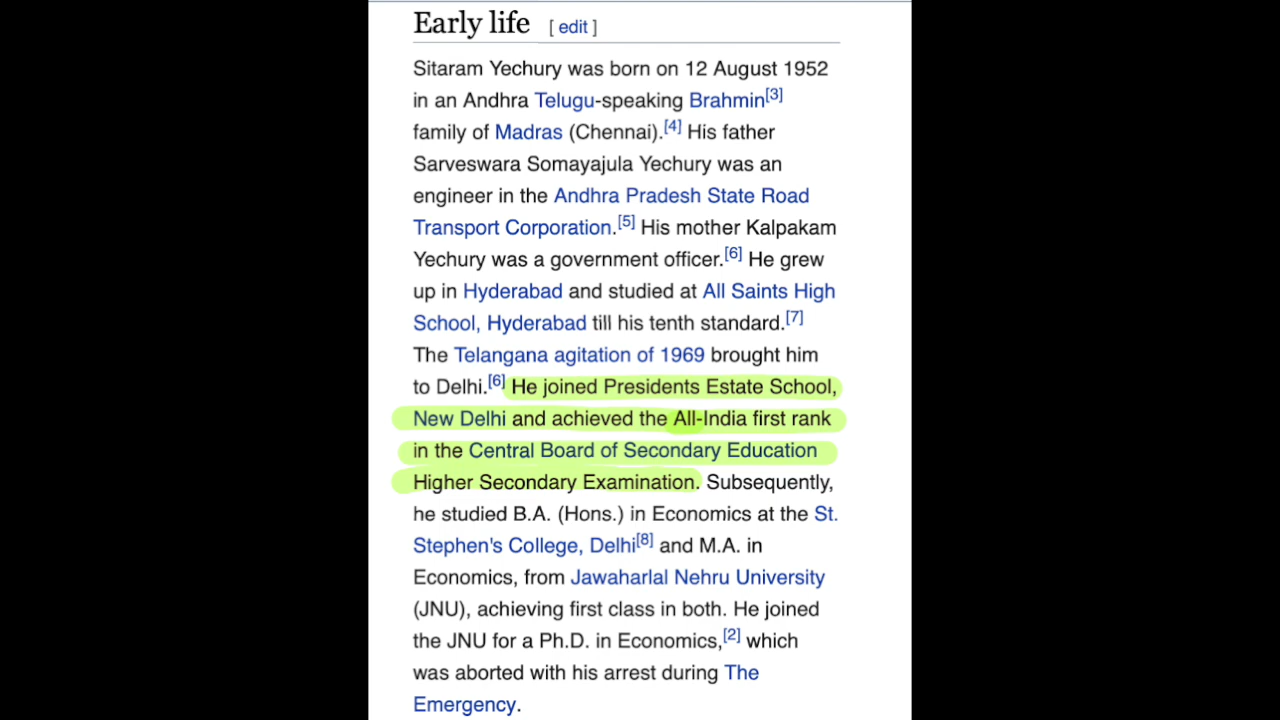 Early life [ edit ]
Sitaram Yechury was born on 12 August 1952
in an Andhra Telugu-speaking Brahmin[3]
family of Madras (Chennai).[4] His father
Sarveswara Somayajula Yechury was an
engineer in the Andhra Pradesh State Road
Transport Corporation.[5] His mother Kalpakam
Yechury was a government officer.[6] He grew
up in Hyderabad and studied at All Saints High
School, Hyderabad till his tenth standard.[7]
The Telangana agitation of 1969 brought him
to Delhi.[6] He joined Presidents Estate School,
New Delhi and achieved the All-India first rank
in the Central Board of Secondary Education
Higher Secondary Examination. Subsequently,
he studied B.A. (Hons.) in Economics at the St.
Stephen's College, Delhi[8] and M.A. in
Economics, from Jawaharlal Nehru University
(JNU), achieving first class in both. He joined
the JNU for a Ph.D. in Economics,[2] which
was aborted with his arrest during The
Emergency.